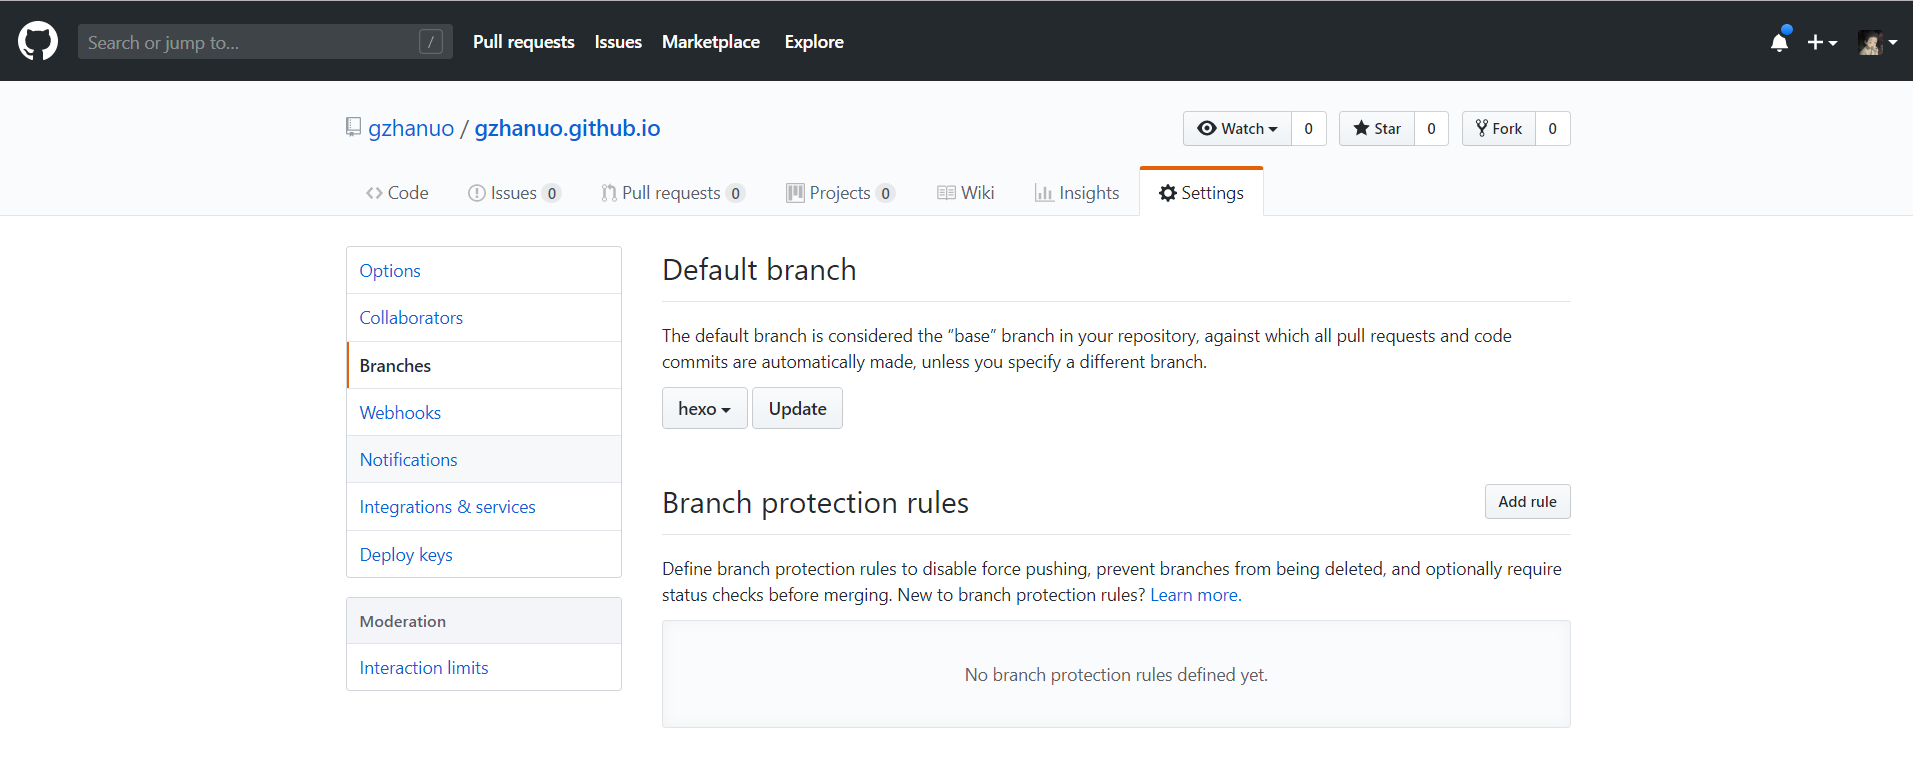 Search or jump to... / Pull requests Issues Marketplace Explore
gzhanuo / gzhanuo.github.io Watch 0 Star 0 Fork 0
Code Issues 0 Pull requests 0 Projects 0 Wiki Insights Settings
Options
Collaborators
Branches
Webhooks
Notifications
Integrations & services
Deploy keys
Moderation
Interaction limits
Default branch
The default branch is considered the “base” branch in your repository, against which all pull requests and code
commits are automatically made, unless you specify a different branch.
hexo Update
Branch protection rules Add rule
Define branch protection rules to disable force pushing, prevent branches from being deleted, and optionally require
status checks before merging. New to branch protection rules? Learn more.
No branch protection rules defined yet.